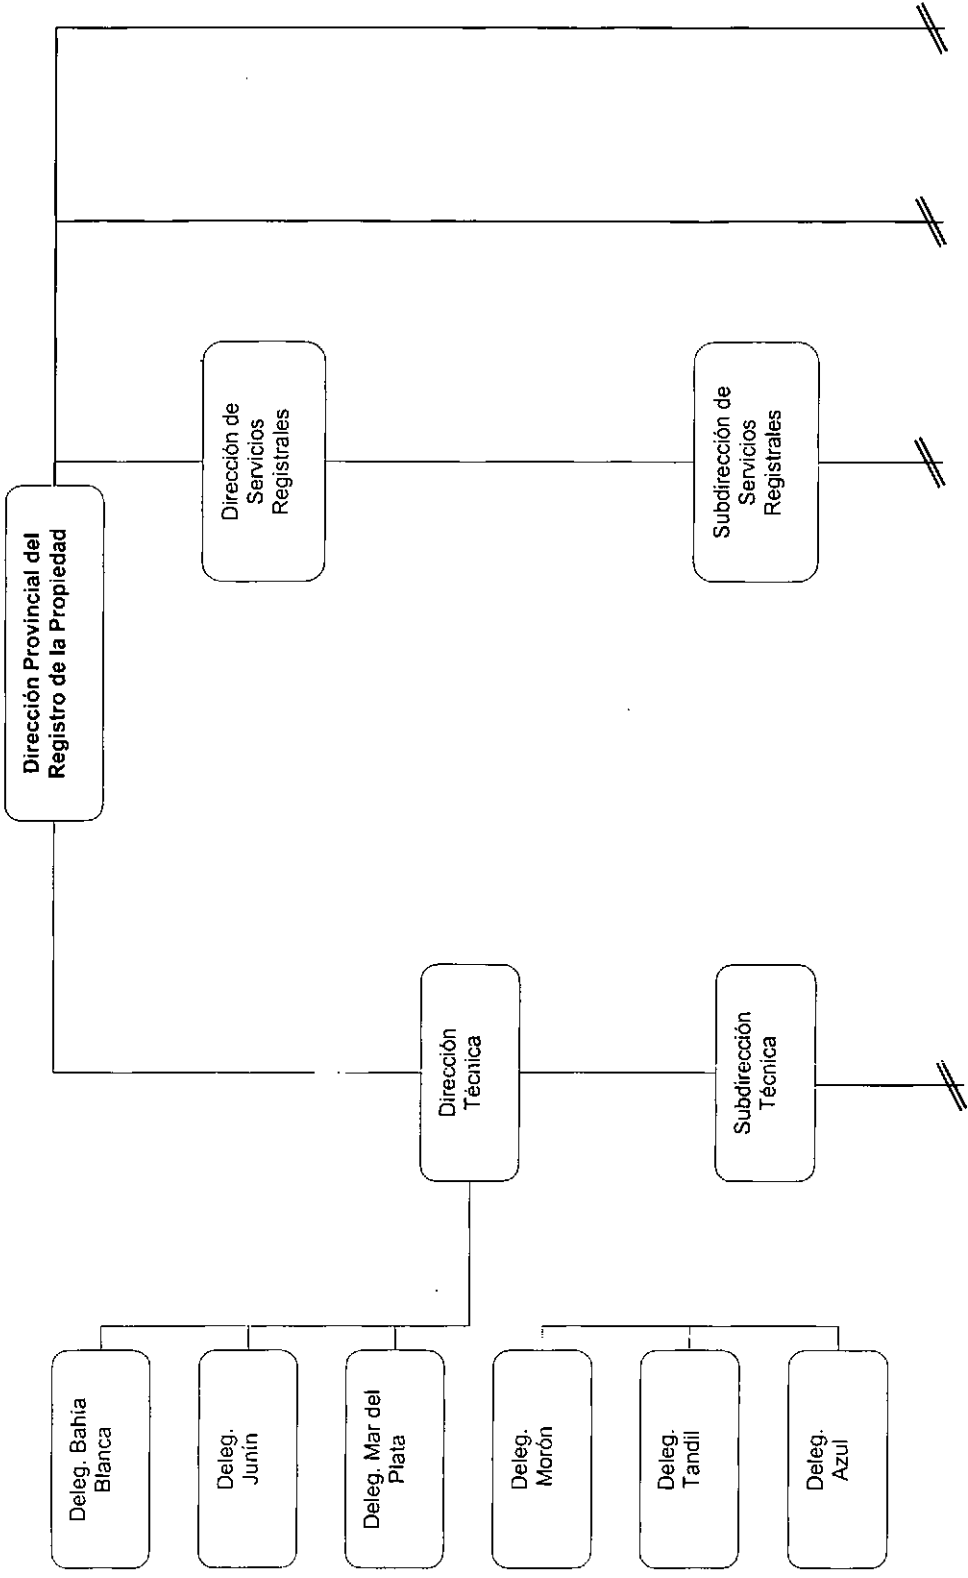 Dirección Provincial del
Registro de la Propiedad
Dirección de
Servicios
Registrales
Subdirección de
Servicios
Registrales
Dirección
Técnica
Subdirección
Técnica
Deleg. Bahía
Blanca
Deleg.
Junín
Deleg. Mar del
Plata
Deleg.
Morón
Deleg.
Tandil
Deleg.
Azul